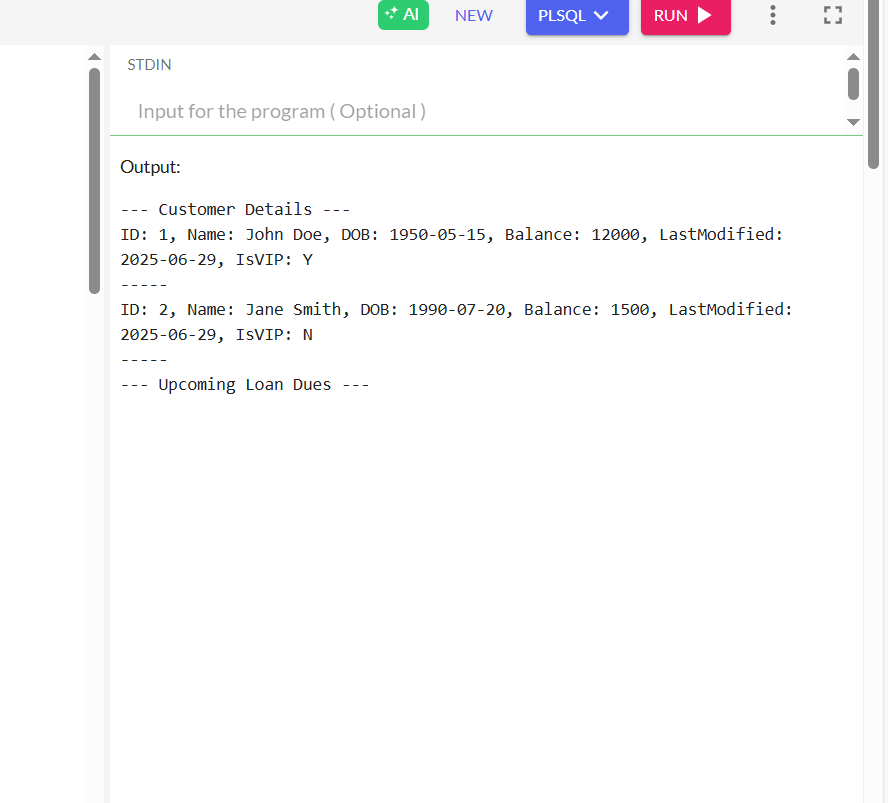 AI NEW PLSQL RUN
STDIN
Input for the program ( Optional )
Output:
--- Customer Details ---
ID: 1, Name: John Doe, DOB: 1950-05-15, Balance: 12000, LastModified:
2025-06-29, IsVIP: Y
-----
ID: 2, Name: Jane Smith, DOB: 1990-07-20, Balance: 1500, LastModified:
2025-06-29, IsVIP: N
-----
--- Upcoming Loan Dues ---